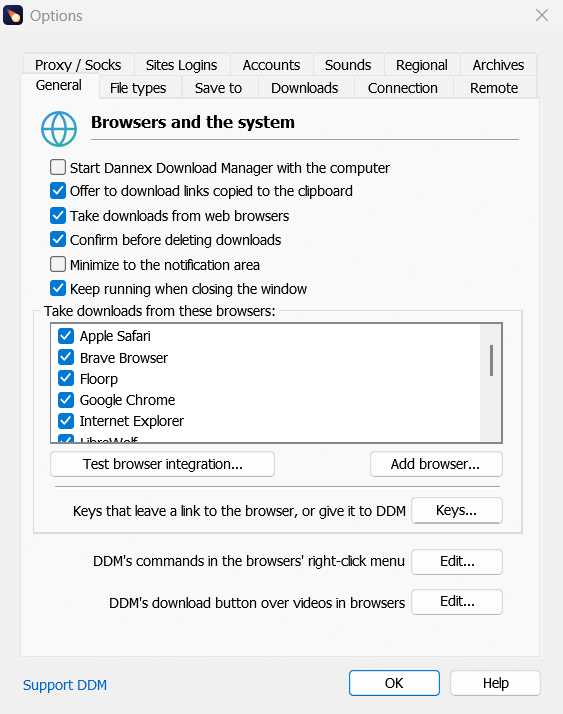 Options
Proxy / Socks Sites Logins Accounts Sounds Regional Archives
General File types Save to Downloads Connection Remote
Browsers and the system
Start Dannex Download Manager with the computer
Offer to download links copied to the clipboard
Take downloads from web browsers
Confirm before deleting downloads
Minimize to the notification area
Keep running when closing the window
Take downloads from these browsers:
Apple Safari
Brave Browser
Floorp
Google Chrome
Internet Explorer
LibreWolf
Test browser integration... Add browser...
Keys that leave a link to the browser, or give it to DDM Keys...
DDM's commands in the browsers' right-click menu Edit...
DDM's download button over videos in browsers Edit...
Support DDM OK Help